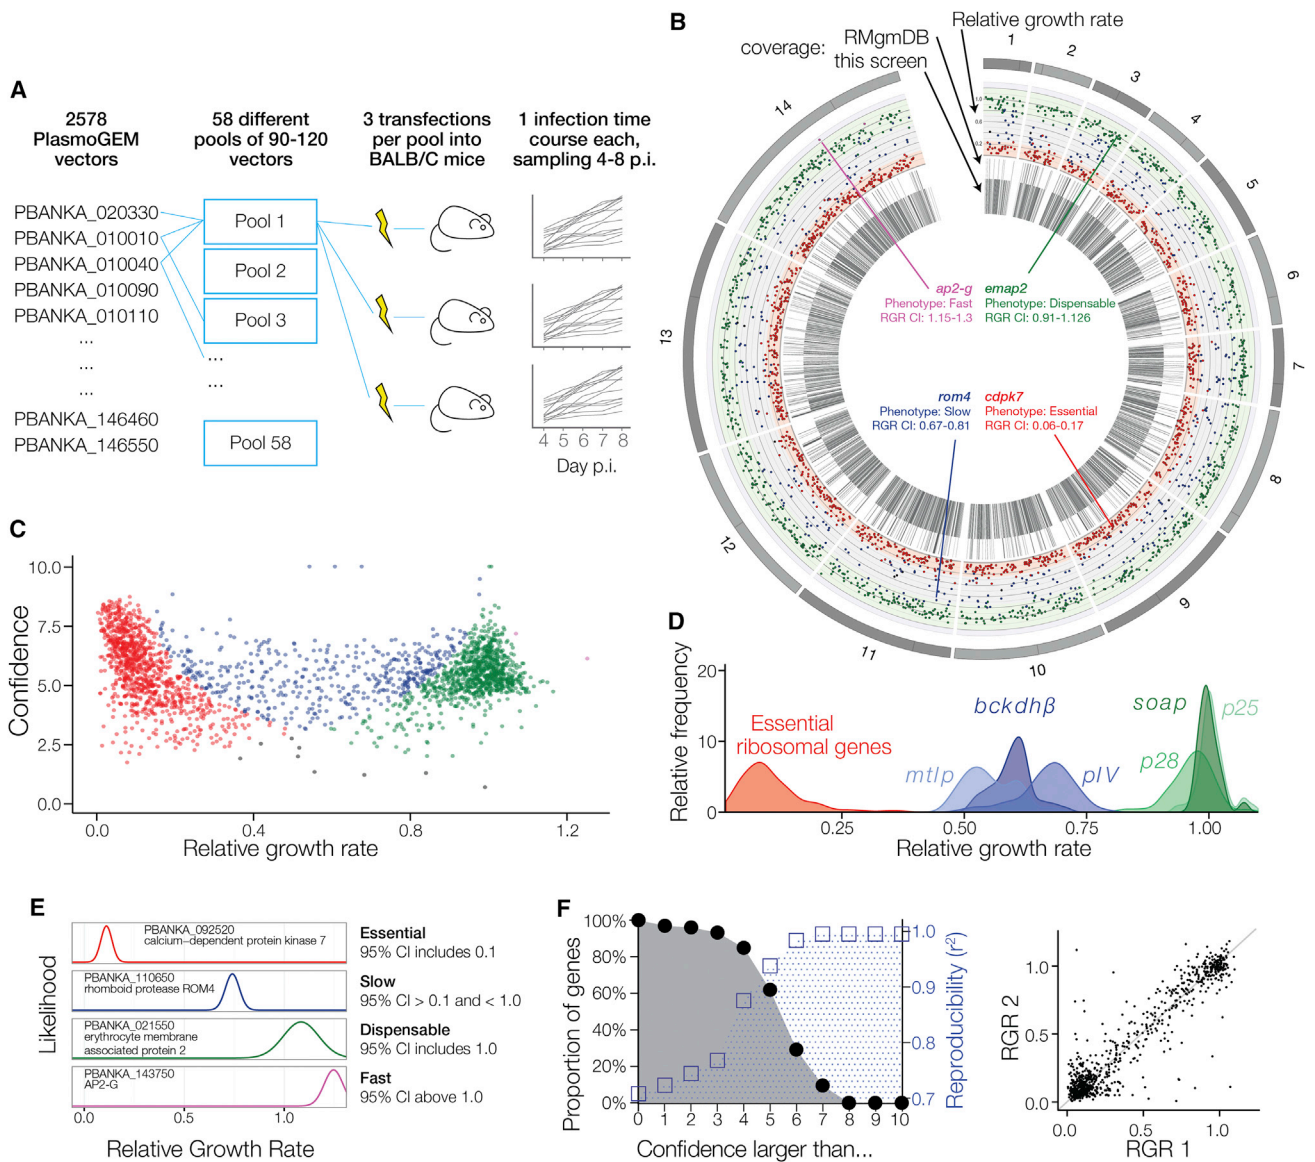 A
2578
PlasmoGEM
vectors
58 different
pools of 90-120
vectors
3 transfections
per pool into
BALB/C mice
1 infection time
course each,
sampling 4-8 p.i.
PBANKA_020330
PBANKA_010010
PBANKA_010040
PBANKA_010090
PBANKA_010110
...
...
...
PBANKA_146460
PBANKA_146550
Pool 1
Pool 2
Pool 3
...
...
Pool 58
4 5 6 7 8
Day p.i.
B
Relative growth rate
coverage: RMgmDB
this screen
1
2
3
4
5
6
7
8
9
10
11
12
13
14
ap2-g
Phenotype: Fast
RGR CI: 1.15-1.3
emap2
Phenotype: Dispensable
RGR CI: 0.91-1.126
rom4
Phenotype: Slow
RGR CI: 0.67-0.81
cdpk7
Phenotype: Essential
RGR CI: 0.06-0.17
C
Confidence
10.0
7.5
5.0
2.5
0.0
0.0 0.4 0.8 1.2
Relative growth rate
D
Relative frequency
20
10
0
Essential
ribosomal genes
mtlp
bckdhβ
plV
soap
p25
p28
0.25 0.50 0.75 1.00
Relative growth rate
E
Likelihood
PBANKA_092520
calcium-dependent protein kinase 7
PBANKA_110650
rhomboid protease ROM4
PBANKA_021550
erythrocyte membrane
associated protein 2
PBANKA_143750
AP2-G
0.0 0.5 1.0
Relative Growth Rate
Essential
95% CI includes 0.1
Slow
95% CI > 0.1 and < 1.0
Dispensable
95% CI includes 1.0
Fast
95% CI above 1.0
F
Proportion of genes
100%
80%
60%
40%
20%
0%
0 1 2 3 4 5 6 7 8 9 10
Confidence larger than...
1.0
0.9
0.8
0.7
Reproducibility (r²)
RGR 2
1.0
0.5
0.0
0.0 0.5 1.0
RGR 1